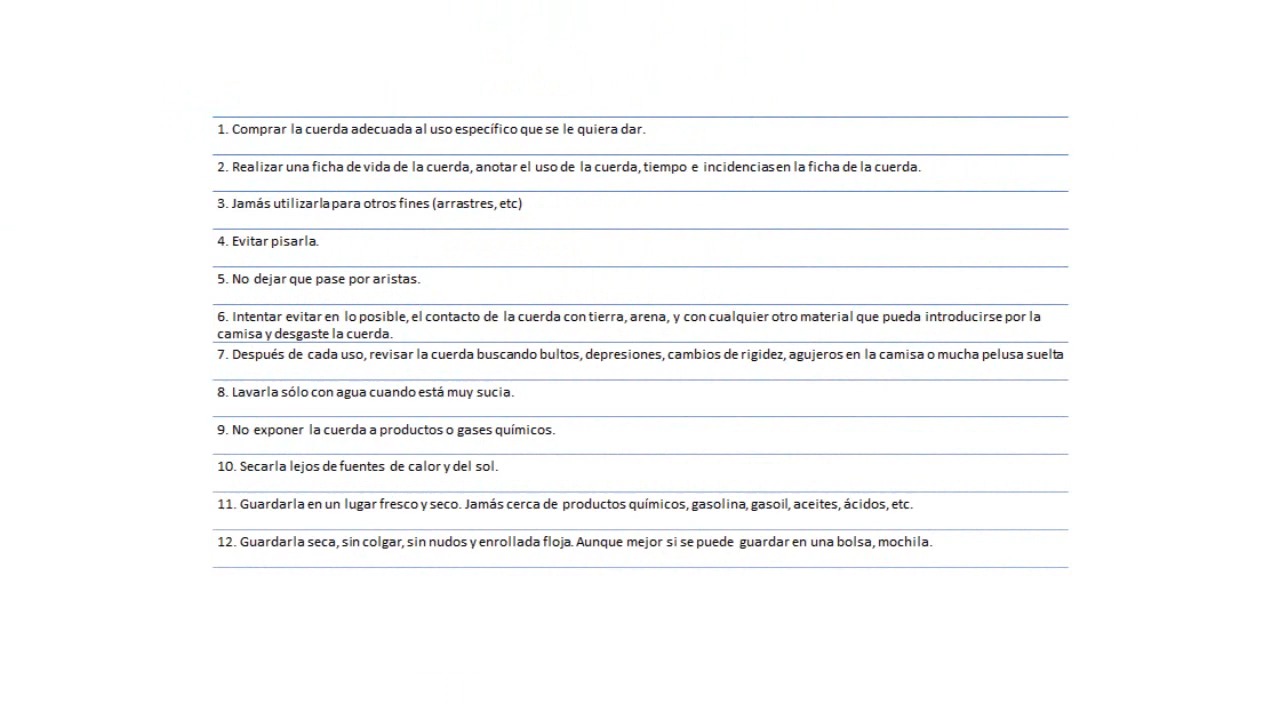 1. Comprar la cuerda adecuada al uso específico que se le quiera dar.
2. Realizar una ficha de vida de la cuerda, anotar el uso de la cuerda, tiempo e incidencias en la ficha de la cuerda.
3. Jamás utilizarla para otros fines (arrastres, etc)
4. Evitar pisarla.
5. No dejar que pase por aristas.
6. Intentar evitar en lo posible, el contacto de la cuerda con tierra, arena, y con cualquier otro material que pueda introducirse por la
camisa y desgaste la cuerda.
7. Después de cada uso, revisar la cuerda buscando bultos, depresiones, cambios de rigidez, agujeros en la camisa o mucha pelusa suelta
8. Lavarla sólo con agua cuando está muy sucia.
9. No exponer la cuerda a productos o gases químicos.
10. Secarla lejos de fuentes de calor y del sol.
11. Guardarla en un lugar fresco y seco. Jamás cerca de productos químicos, gasolina, gasoil, aceites, ácidos, etc.
12. Guardarla seca, sin colgar, sin nudos y enrollada floja. Aunque mejor si se puede guardar en una bolsa, mochila.